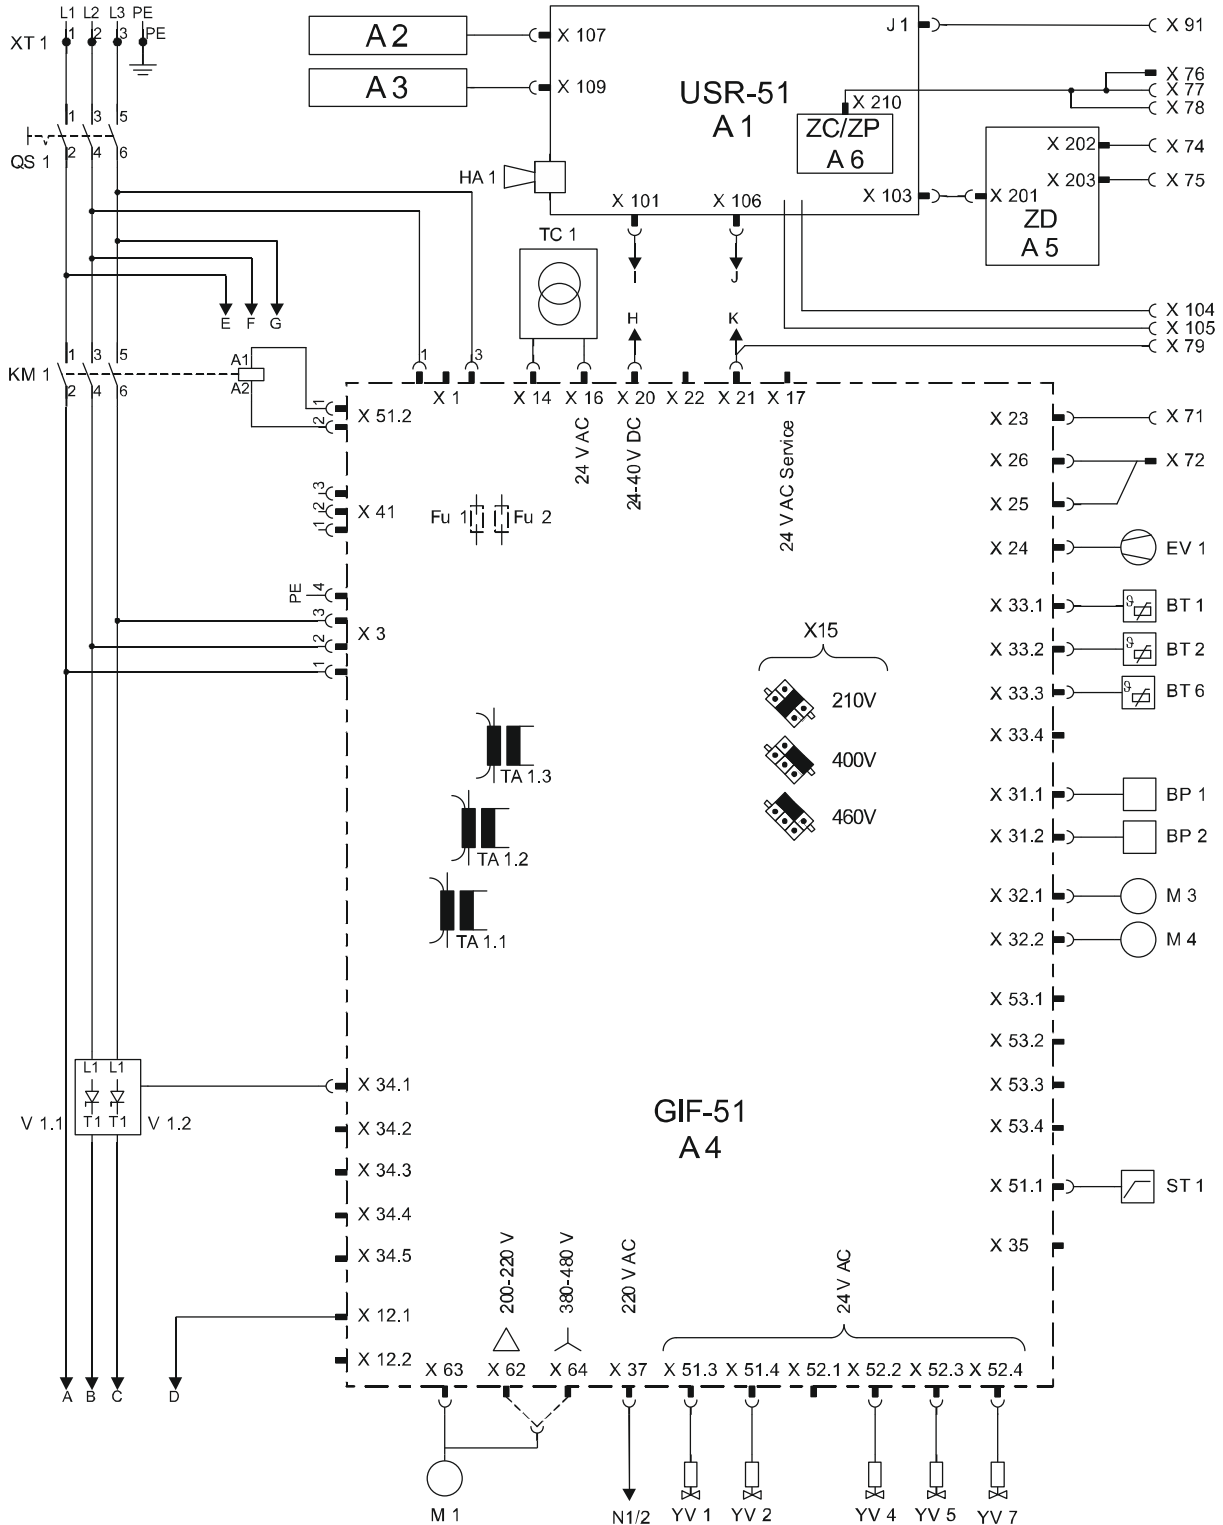 L1 L2 L3 PE
XT 1 1 2 3 PE
A 2
A 3
X 107
X 109
J 1
X 91
USR-51
A 1
X 210
ZC/ZP
A 6
X 76
X 77
X 78
1 3 5
QS 1
2 4 6
X 202
X 203
X 74
X 75
HA 1
X 101
X 106
X 103
X 201
ZD
A 5
TC 1
I
J
E F G
H
K
X 104
X 105
X 79
1 3 5
KM 1
2 4 6
A1
A2
1
3
X 1
X 14
X 16
X 20
X 22
X 21
X 17
24 V AC
24-40 V DC
24 V AC Service
1
2
X 51.2
X 23
X 71
X 26
X 72
X 25
3
2
1
X 41
Fu 1
Fu 2
X 24
EV 1
PE
4
3
2
1
X 3
X 33.1
ϑ
BT 1
X 33.2
ϑ
BT 2
X 33.3
ϑ
BT 6
X 33.4
X15
210V
400V
460V
TA 1.3
TA 1.2
TA 1.1
X 31.1
BP 1
X 31.2
BP 2
X 32.1
M 3
X 32.2
M 4
X 53.1
X 53.2
X 53.3
X 53.4
L1 L1
T1 T1
V 1.1
V 1.2
X 34.1
X 34.2
X 34.3
X 34.4
X 34.5
GIF-51
A 4
X 51.1
ST 1
X 35
X 12.1
X 12.2
200-220 V
380-480 V
220 V AC
24 V AC
X 63
X 62
X 64
X 37
X 51.3
X 51.4
X 52.1
X 52.2
X 52.3
X 52.4
A B C D
M 1
N1/2
YV 1
YV 2
YV 4
YV 5
YV 7